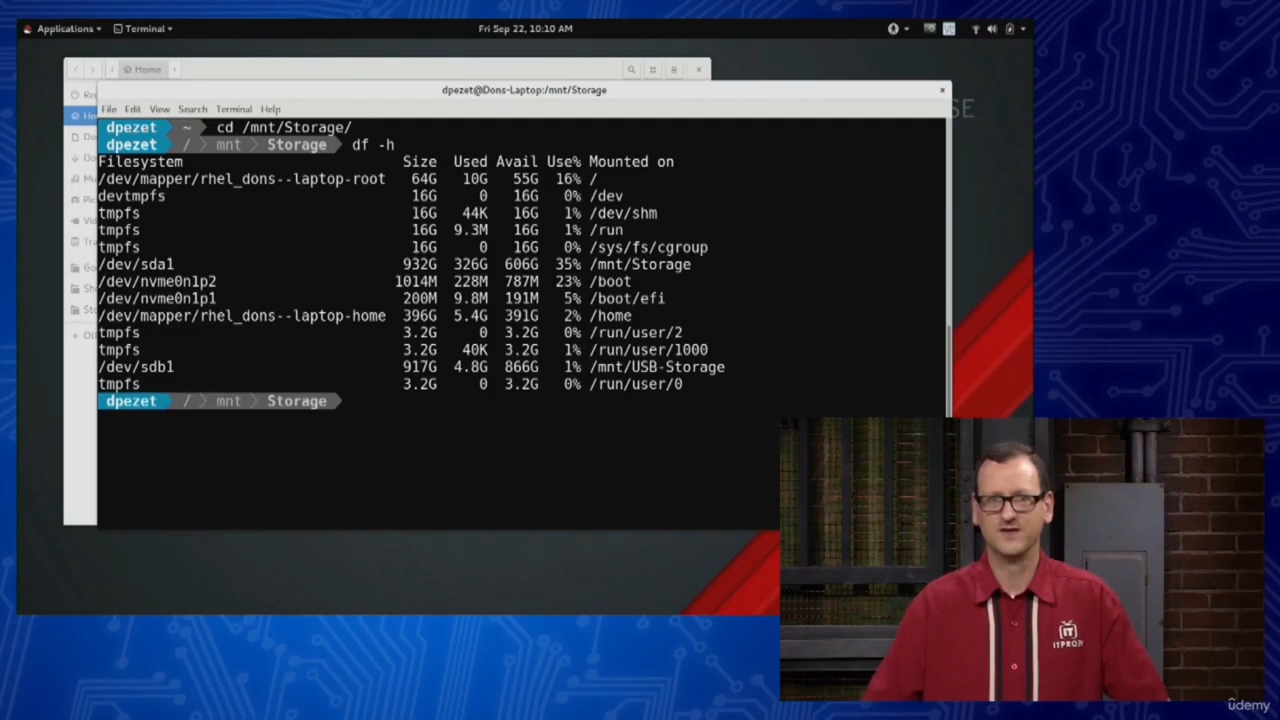 Applications Terminal Fri Sep 22, 10:10 AM
Home
dpezet@Dons-Laptop:/mnt/Storage
File Edit View Search Terminal Help
dpezet ~ cd /mnt/Storage/
dpezet / mnt Storage df -h
Filesystem Size Used Avail Use% Mounted on
/dev/mapper/rhel_dons--laptop-root 64G 10G 55G 16% /
devtmpfs 16G 0 16G 0% /dev
tmpfs 16G 44K 16G 1% /dev/shm
tmpfs 16G 9.3M 16G 1% /run
tmpfs 16G 0 16G 0% /sys/fs/cgroup
/dev/sda1 932G 326G 606G 35% /mnt/Storage
/dev/nvme0n1p2 1014M 228M 787M 23% /boot
/dev/nvme0n1p1 200M 9.8M 191M 5% /boot/efi
/dev/mapper/rhel_dons--laptop-home 396G 5.4G 391G 2% /home
tmpfs 3.2G 0 3.2G 0% /run/user/2
tmpfs 3.2G 40K 3.2G 1% /run/user/1000
/dev/sdb1 917G 4.8G 866G 1% /mnt/USB-Storage
tmpfs 3.2G 0 3.2G 0% /run/user/0
dpezet / mnt Storage
IT
ITPRO.TV
ûdemy